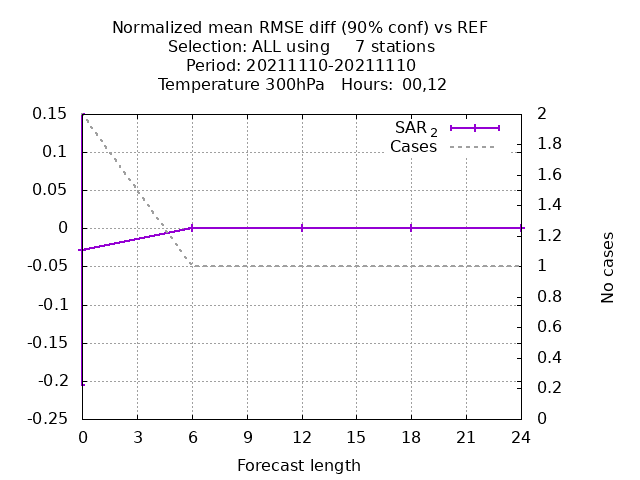 Normalized mean RMSE diff (90% conf) vs REF
Selection: ALL using 7 stations
Period: 20211110-20211110
Temperature 300hPa Hours: 00,12
SAR 2
Cases
0.15
0.1
0.05
0
-0.05
-0.1
-0.15
-0.2
-0.25
2
1.8
1.6
1.4
1.2
1
0.8
0.6
0.4
0.2
0
No cases
0 3 6 9 12 15 18 21 24
Forecast length